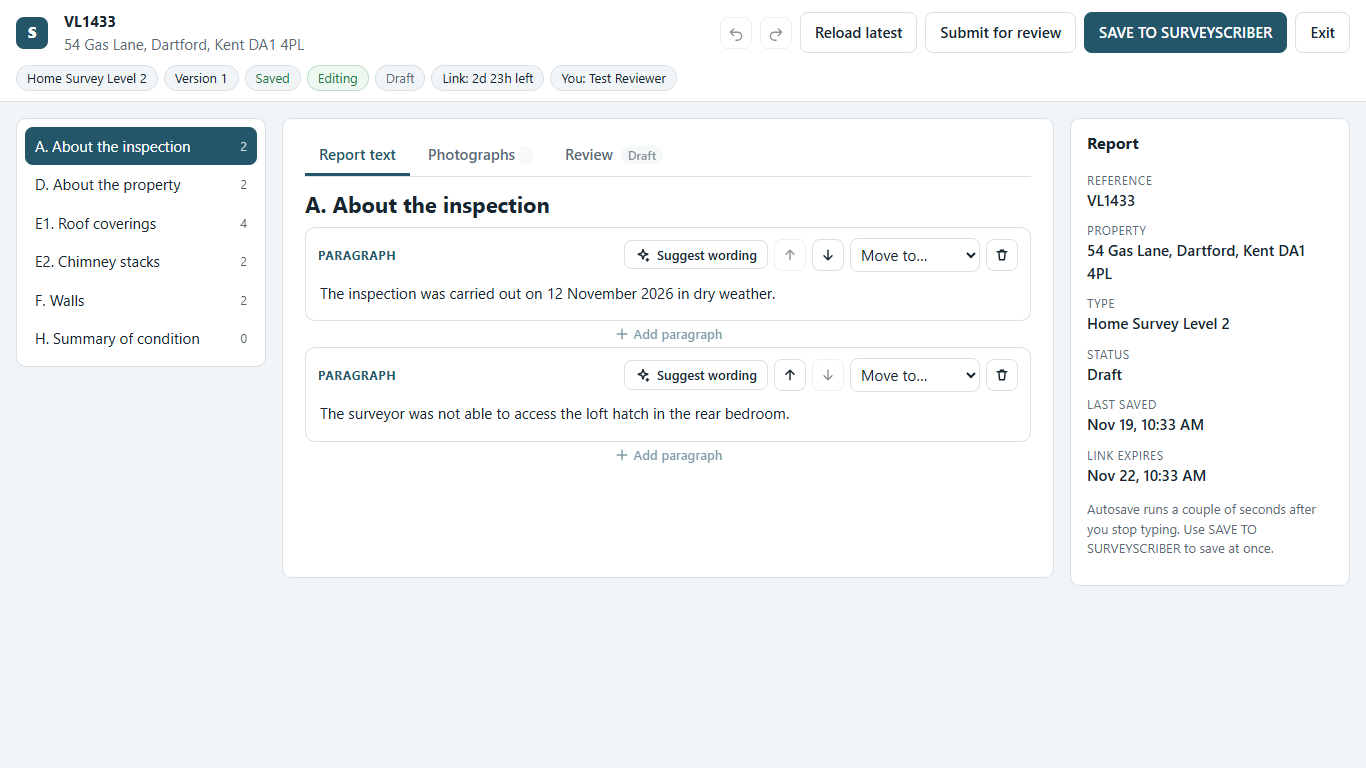 S
VL1433
54 Gas Lane, Dartford, Kent DA1 4PL
Reload latest
Submit for review
SAVE TO SURVEYSCRIBER
Exit
Home Survey Level 2
Version 1
Saved
Editing
Draft
Link: 2d 23h left
You: Test Reviewer
A. About the inspection 2
D. About the property 2
E1. Roof coverings 4
E2. Chimney stacks 2
F. Walls 2
H. Summary of condition 0
Report text
Photographs
Review Draft
A. About the inspection
PARAGRAPH
Suggest wording
Move to...
The inspection was carried out on 12 November 2026 in dry weather.
Add paragraph
PARAGRAPH
Suggest wording
Move to...
The surveyor was not able to access the loft hatch in the rear bedroom.
Add paragraph
Report
REFERENCE
VL1433
PROPERTY
54 Gas Lane, Dartford, Kent DA1
4PL
TYPE
Home Survey Level 2
STATUS
Draft
LAST SAVED
Nov 19, 10:33 AM
LINK EXPIRES
Nov 22, 10:33 AM
Autosave runs a couple of seconds after
you stop typing. Use SAVE TO
SURVEYSCRIBER to save at once.